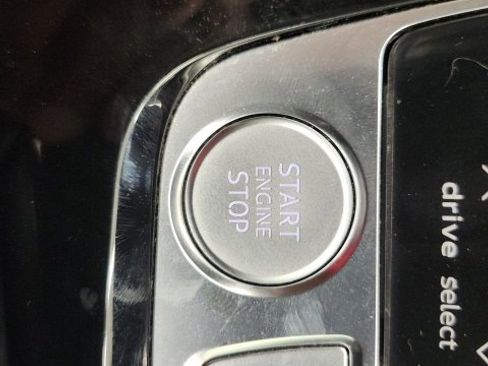 START
ENGINE
STOP
drive select